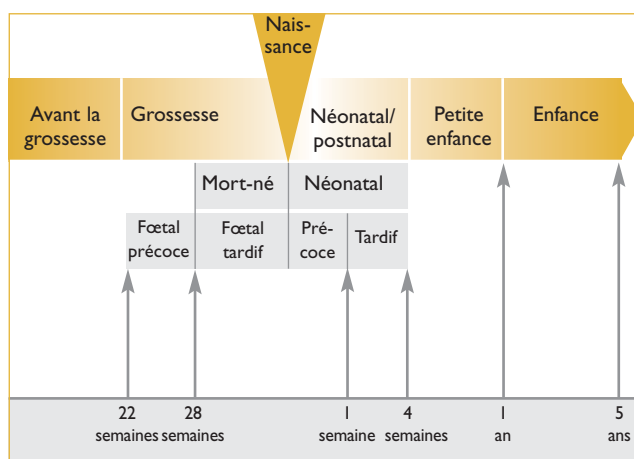 Nais-
sance
Avant la
grossesse
Grossesse
Néonatal/
postnatal
Petite
enfance
Enfance
Mort-né
Néonatal
Fœtal
précoce
Fœtal
tardif
Pré-
coce
Tardif
22
semaines
28
semaines
1
semaine
4
semaines
1
an
5
ans